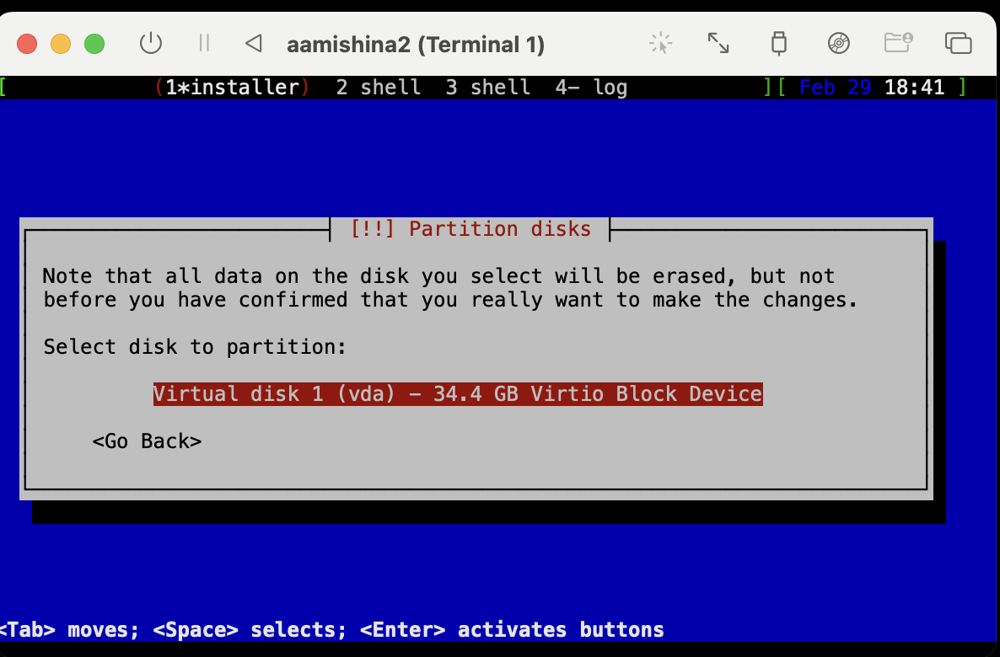 aamishina2 (Terminal 1)
[ (1*installer) 2 shell 3 shell 4- log ][ Feb 29 18:41 ]
[!!] Partition disks
Note that all data on the disk you select will be erased, but not
before you have confirmed that you really want to make the changes.
Select disk to partition:
Virtual disk 1 (vda) - 34.4 GB Virtio Block Device
<Go Back>
<Tab> moves; <Space> selects; <Enter> activates buttons